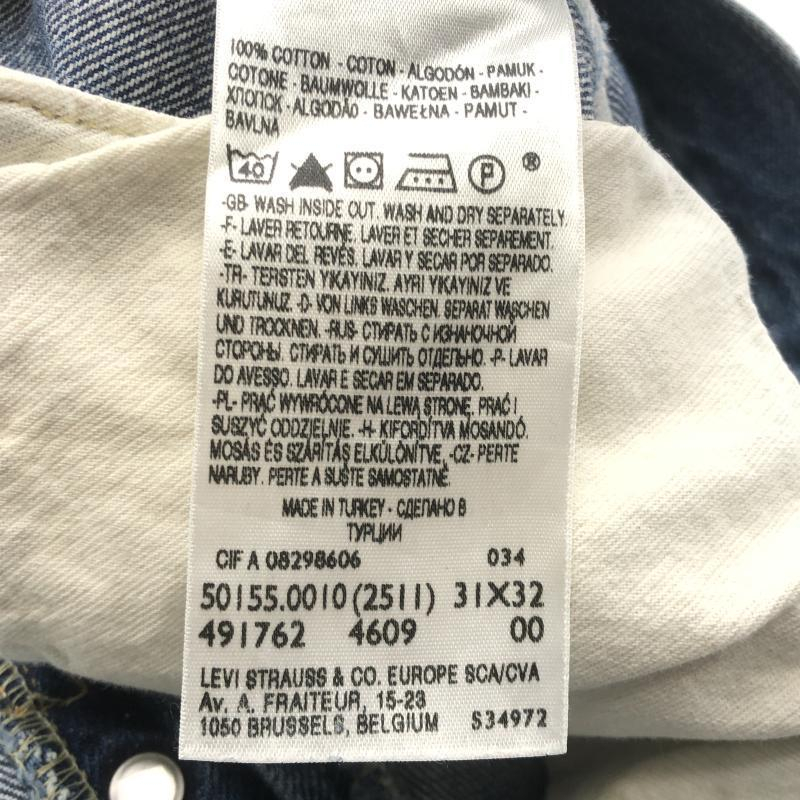 100% COTTON - COTON - ALGODÓN - PAMUK -
COTONE - BAUMWOLLE - KATOEN - BAMBAKI -
ХЛОПОК - ALGODÃO - BAWEŁNA - PAMUT -
BAVLNA
40 P ®
-GB- WASH INSIDE OUT. WASH AND DRY SEPARATELY.
-F- LAVER RETOURNE. LAVER ET SECHER SEPAREMENT.
-E- LAVAR DEL REVÉS. LAVAR Y SECAR POR SEPARADO.
-TR- TERSTEN YIKAYINIZ. AYRI YIKAYINIZ VE
KURUTUNUZ. -D- VON LINKS WASCHEN. SEPARAT WASCHEN
UND TROCKNEN. -RUS- СТИРАТЬ С ИЗНАНОЧНОЙ
СТОРОНЫ. СТИРАТЬ И СУШИТЬ ОТДЕЛЬНО. -P- LAVAR
DO AVESSO. LAVAR E SECAR EM SEPARADO.
-PL- PRAĆ WYWRÓCONE NA LEWĄ STRONĘ. PRAĆ I
SUSZYĆ ODDZIELNIE. -H- KIFORDÍTVA MOSANDÓ.
MOSÁS ÉS SZÁRÍTÁS ELKÜLÖNÍTVE. -CZ- PERTE
NARUBY. PERTE A SUŠTE SAMOSTATNĚ.
MADE IN TURKEY - СДЕЛАНО В
ТУРЦИИ
CIF A 08298606 034
50155.0010 (2511) 31X32
491762 4609 00
LEVI STRAUSS & CO. EUROPE SCA/CVA
Av. A. FRAITEUR, 15-23
1050 BRUSSELS, BELGIUM S34972